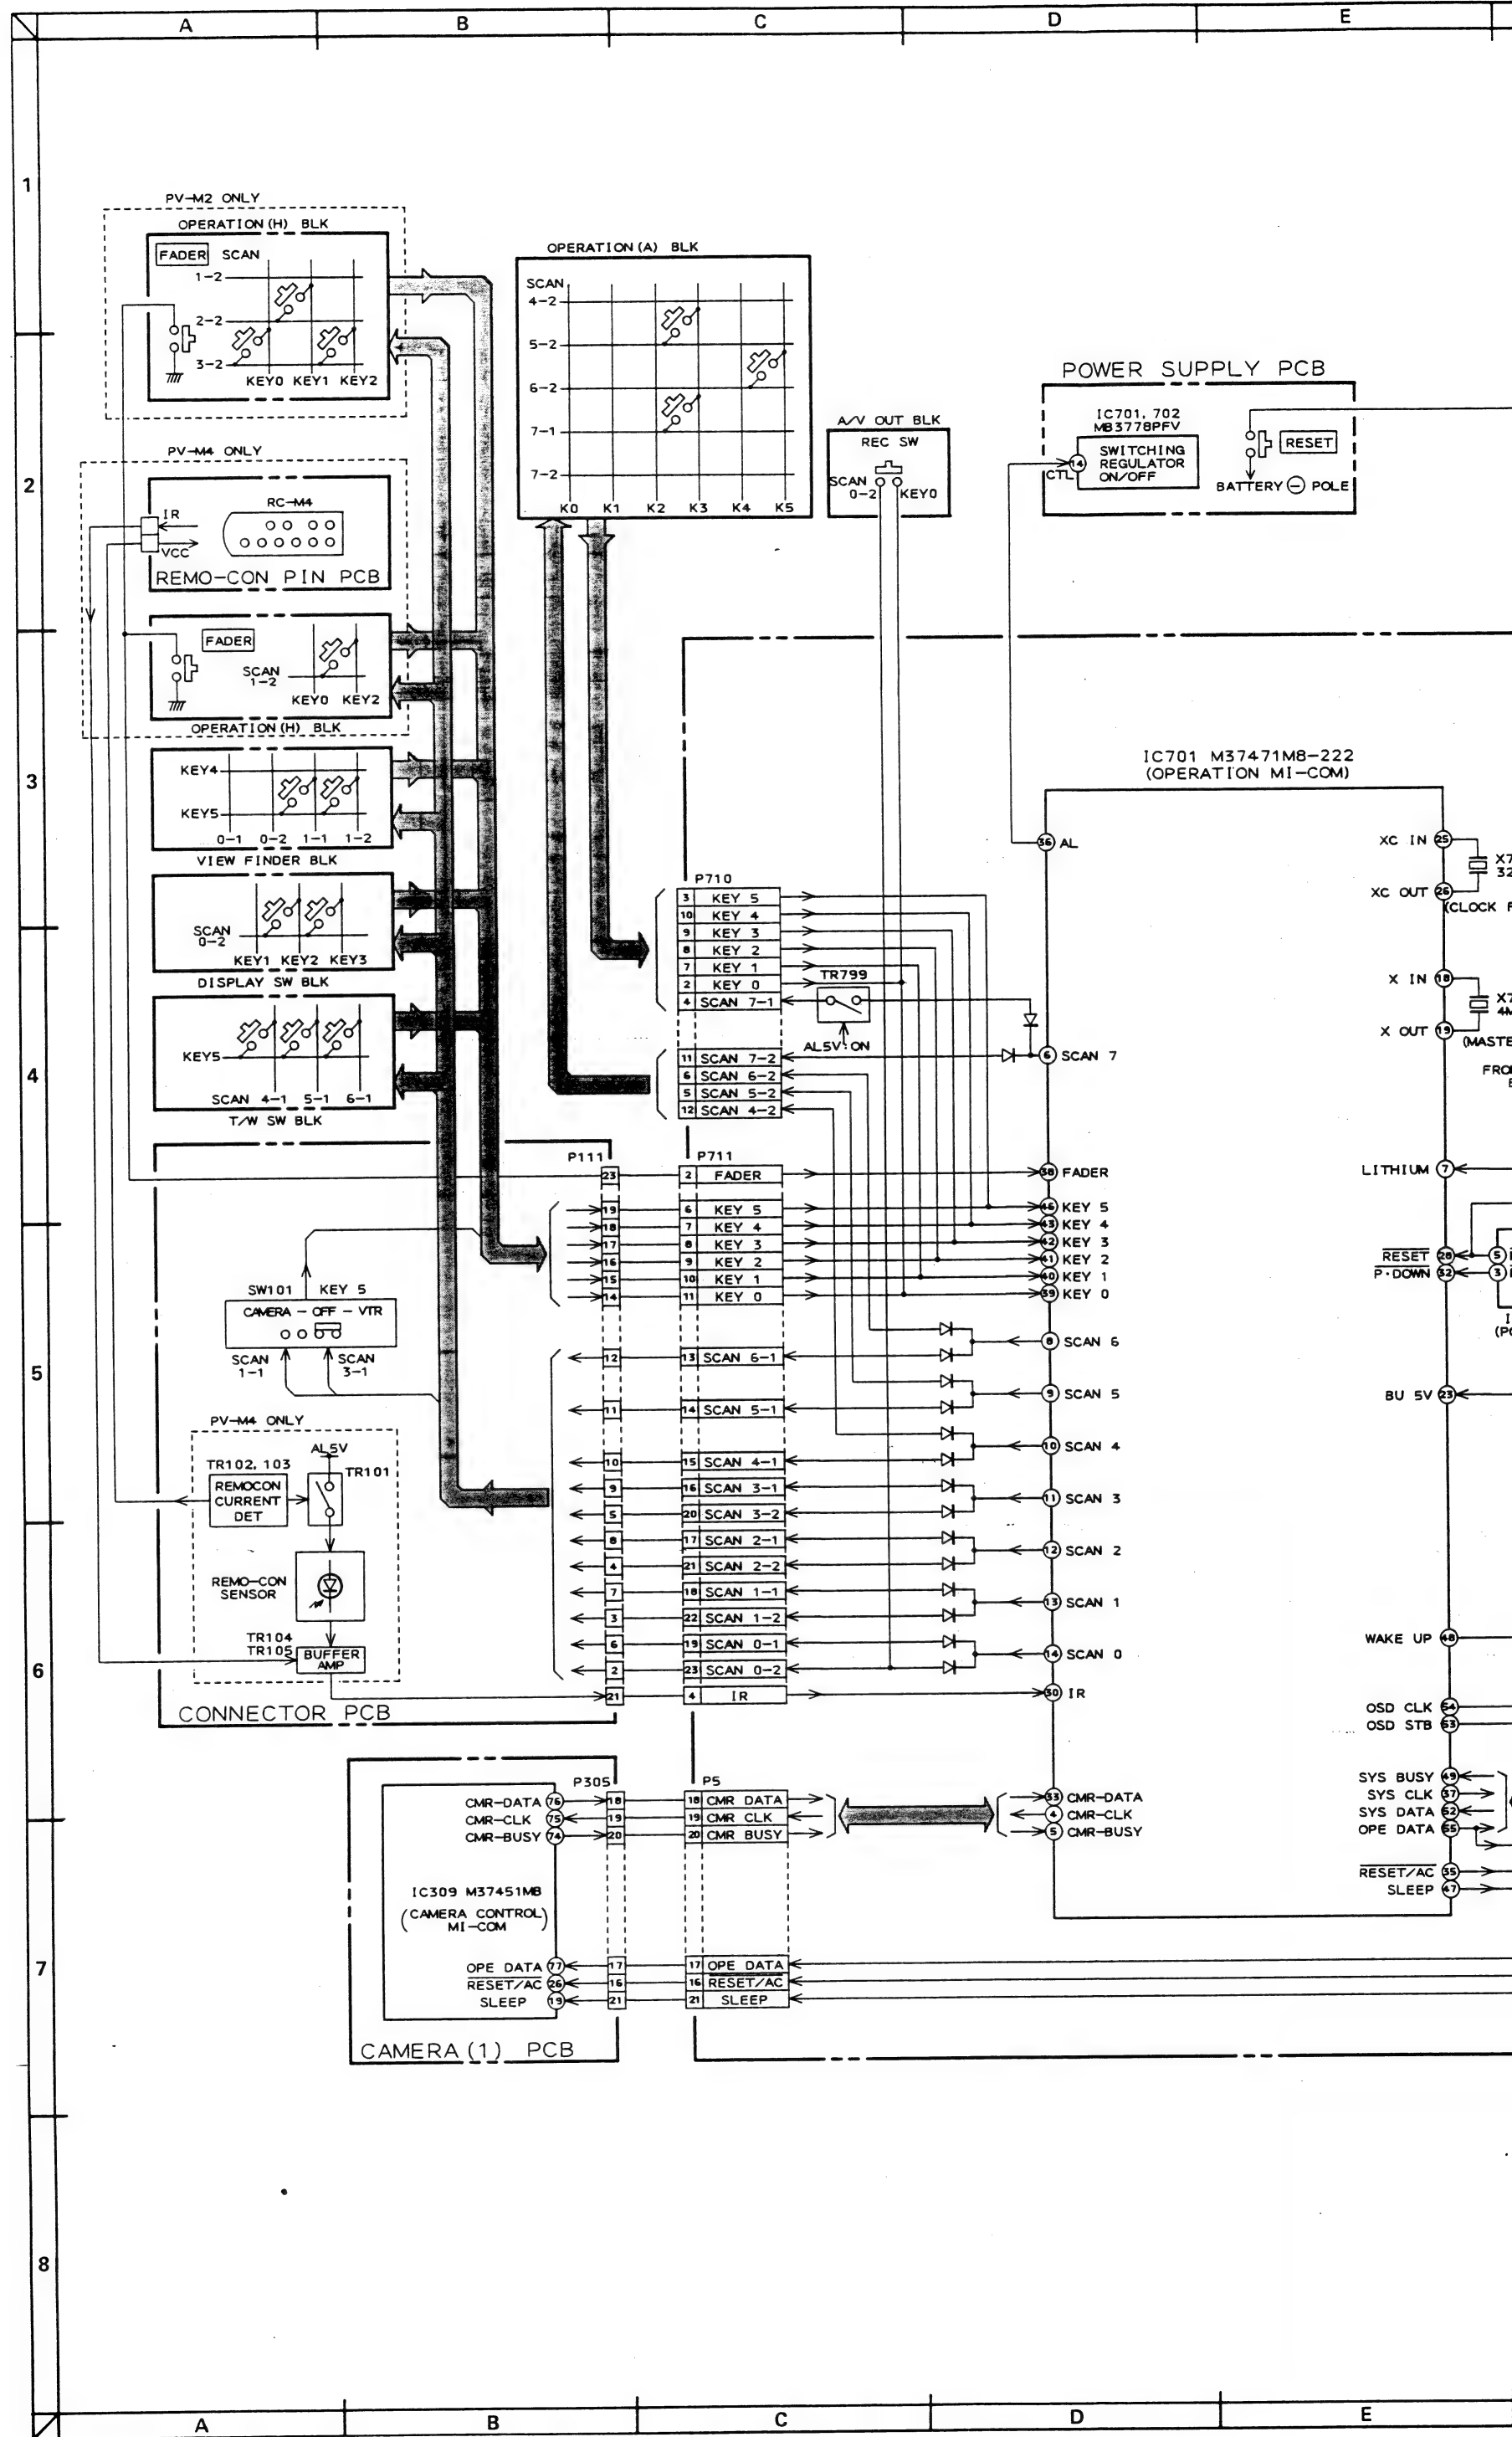 A B C D E
1
PV-M2 ONLY
OPERATION(H) BLK
FADER SCAN
1-2
2-2
3-2
KEY0 KEY1 KEY2
OPERATION(A) BLK
SCAN
4-2
5-2
6-2
7-1
7-2
K0 K1 K2 K3 K4 K5
A/V OUT BLK
REC SW
SCAN
0-2 KEY0
POWER SUPPLY PCB
IC701, 702
MB3778PFV
14 SWITCHING
REGULATOR
ON/OFF
CTL
RESET
BATTERY ⊖ POLE
2
PV-M4 ONLY
RC-M4
IR
VCC
REMO-CON PIN PCB
FADER
SCAN
1-2
KEY0 KEY2
OPERATION(H) BLK
3
KEY4
KEY5
0-1 0-2 1-1 1-2
VIEW FINDER BLK
SCAN
0-2
KEY1 KEY2 KEY3
DISPLAY SW BLK
4
KEY5
SCAN 4-1 5-1 6-1
T/W SW BLK
IC701 M37471M8-222
(OPERATION MI-COM)
36 AL
XC IN 25
X7
32
XC OUT 26
(CLOCK F
X IN 18
X7
4M
X OUT 19
(MASTE
FRO
P710
3 KEY 5
10 KEY 4
9 KEY 3
8 KEY 2
7 KEY 1
2 KEY 0
4 SCAN 7-1
TR799
AL5V:ON
11 SCAN 7-2
6 SCAN 6-2
5 SCAN 5-2
12 SCAN 4-2
6 SCAN 7
LITHIUM 7
P111 P711
23 2 FADER 38 FADER
19 6 KEY 5 KEY 5
18 7 KEY 4 43 KEY 4
17 8 KEY 3 42 KEY 3
16 9 KEY 2 41 KEY 2
15 10 KEY 1 40 KEY 1
14 11 KEY 0 39 KEY 0
RESET 28 5
P·DOWN 32 3
I
(PO
5
SW101 KEY 5
CAMERA - OFF - VTR
SCAN
1-1
SCAN
3-1
8 SCAN 6
12 13 SCAN 6-1
9 SCAN 5
11 14 SCAN 5-1
10 SCAN 4
10 15 SCAN 4-1
9 16 SCAN 3-1
11 SCAN 3
5 20 SCAN 3-2
8 17 SCAN 2-1
12 SCAN 2
4 21 SCAN 2-2
7 18 SCAN 1-1
13 SCAN 1
3 22 SCAN 1-2
6 19 SCAN 0-1
14 SCAN 0
2 23 SCAN 0-2
21 4 IR 30 IR
BU 5V 23
PV-M4 ONLY
AL5V
TR102, 103
TR101
REMOCON
CURRENT
DET
REMO-CON
SENSOR
TR104
TR105
BUFFER
AMP
CONNECTOR PCB
6
WAKE UP 48
OSD CLK 54
OSD STB 53
SYS BUSY 49
SYS CLK 37
SYS DATA 52
OPE DATA 55
RESET/AC 35
SLEEP 47
P305 P5
CMR-DATA 76 18 18 CMR DATA 33 CMR-DATA
CMR-CLK 75 19 19 CMR CLK 4 CMR-CLK
CMR-BUSY 74 20 20 CMR BUSY 5 CMR-BUSY
IC309 M37451MB
(CAMERA CONTROL)
MI-COM
7
OPE DATA 77 17 17 OPE DATA
RESET/AC 26 16 16 RESET/AC
SLEEP 19 21 21 SLEEP
CAMERA(1) PCB
8
A B C D E